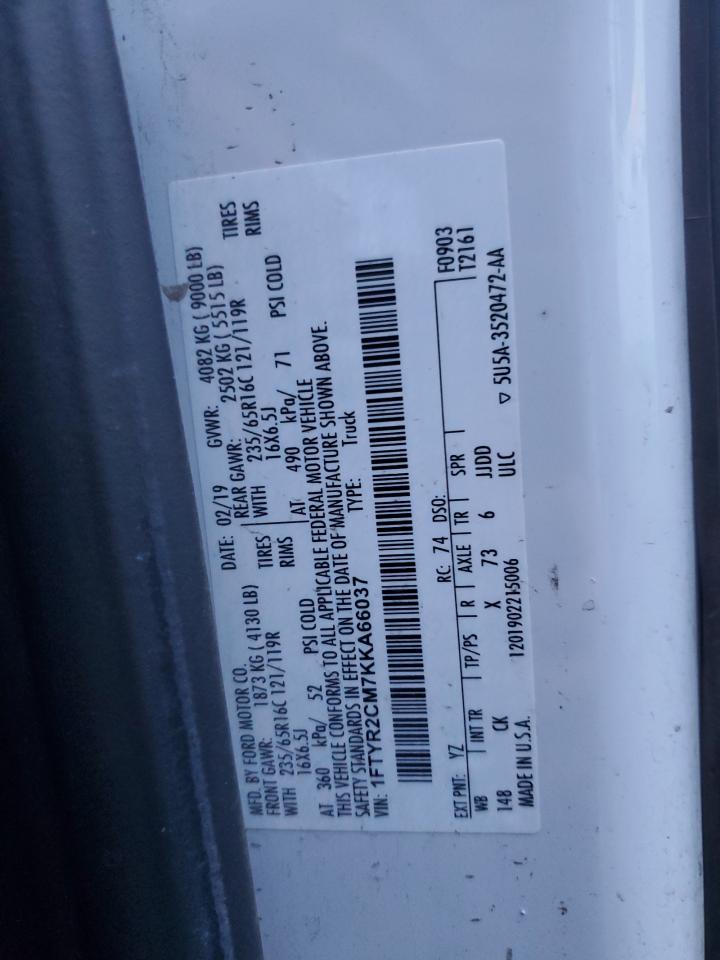 MFD. BY FORD MOTOR CO. DATE: 02/19 GVWR: 4082 KG ( 9000 LB)
FRONT GAWR: 1873 KG ( 4130 LB) REAR GAWR: 2502 KG ( 5515 LB)
WITH 235/65R16C 121/119R TIRES WITH 235/65R16C 121/119R TIRES
16X6.5J RIMS 16X6.5J RIMS
AT 360 kPa/ 52 PSI COLD AT 490 kPa/ 71 PSI COLD
THIS VEHICLE CONFORMS TO ALL APPLICABLE FEDERAL MOTOR VEHICLE
SAFETY STANDARDS IN EFFECT ON THE DATE OF MANUFACTURE SHOWN ABOVE.
VIN: 1FTYR2CM7KKA66037 TYPE: Truck
EXT PNT: YZ RC: 74 DSO: F0903
WB INT TR TP/PS R AXLE TR SPR T2161
148 CK X 73 6 JJDD
MADE IN U.S.A. 1201902215006 ULC ▽ 5U5A-3520472-AA